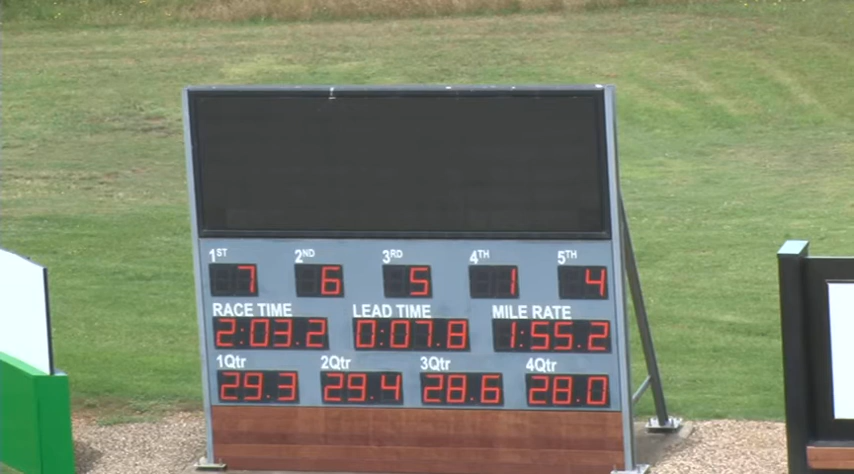 1ST 2ND 3RD 4TH 5TH
7 6 5 1 4
RACE TIME LEAD TIME MILE RATE
2:03.2 0:07.8 1:55.2
1Qtr 2Qtr 3Qtr 4Qtr
29.3 29.4 28.6 28.0